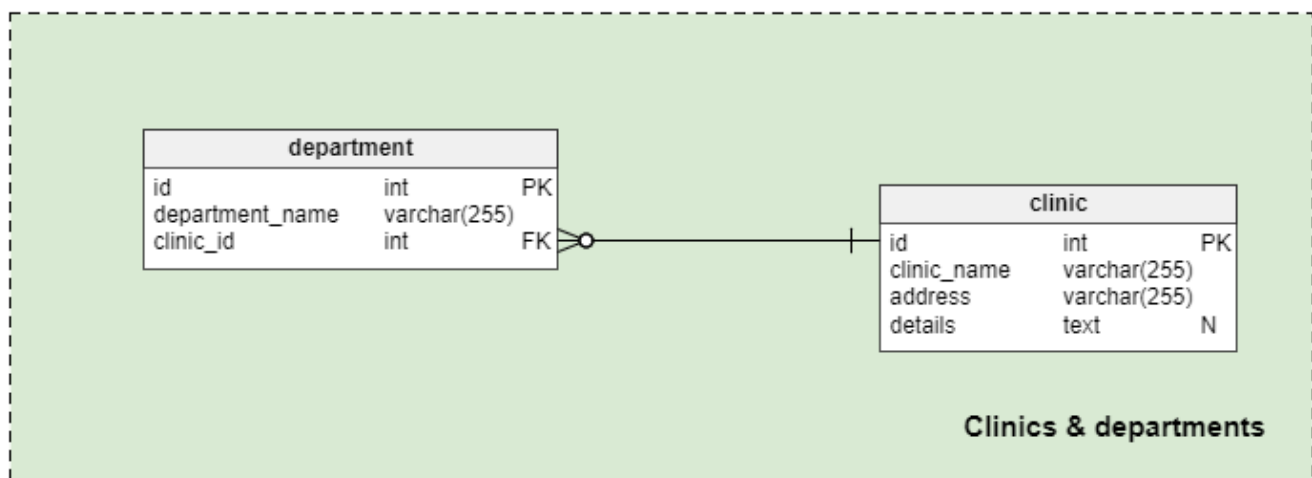 department
id int PK
department_name varchar(255)
clinic_id int FK
clinic
id int PK
clinic_name varchar(255)
address varchar(255)
details text N
Clinics & departments